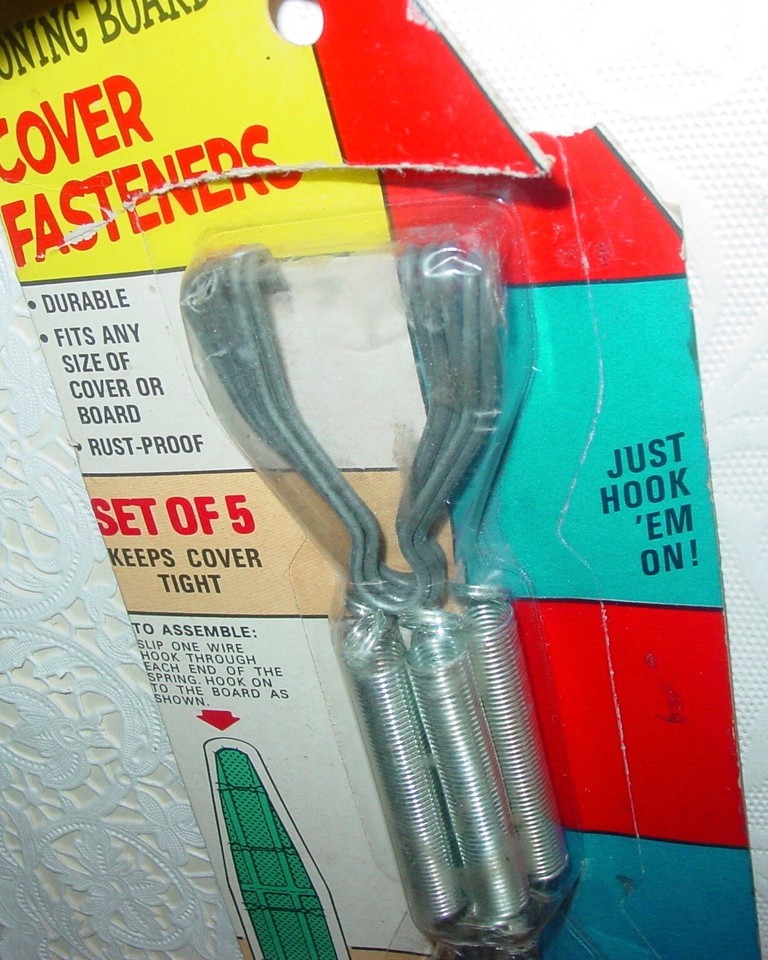 ONING BOARD
COVER
FASTENERS
• DURABLE
• FITS ANY
SIZE OF
COVER OR
BOARD
• RUST-PROOF
SET OF 5
KEEPS COVER
TIGHT
JUST
HOOK
'EM
ON!
TO ASSEMBLE:
SLIP ONE WIRE
HOOK THROUGH
EACH END OF THE
SPRING. HOOK ON
TO THE BOARD AS
SHOWN.